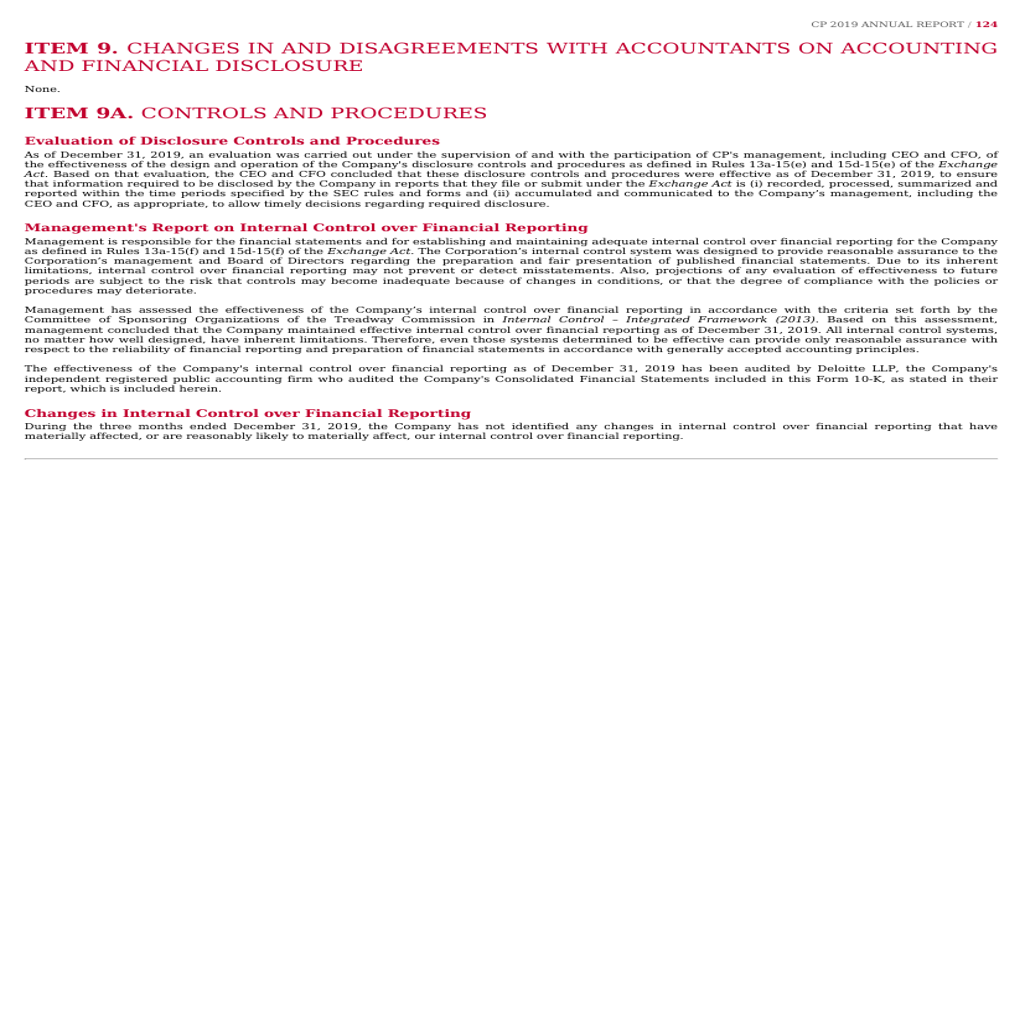 CP 2019 ANNUAL REPORT / 124
ITEM 9. CHANGES IN AND DISAGREEMENTS WITH ACCOUNTANTS ON ACCOUNTING
AND FINANCIAL DISCLOSURE
None.
ITEM 9A. CONTROLS AND PROCEDURES
Evaluation of Disclosure Controls and Procedures
As of December 31, 2019, an evaluation was carried out under the supervision of and with the participation of CP's management, including CEO and CFO, of
the effectiveness of the design and operation of the Company's disclosure controls and procedures as defined in Rules 13a-15(e) and 15d-15(e) of the Exchange
Act. Based on that evaluation, the CEO and CFO concluded that these disclosure controls and procedures were effective as of December 31, 2019, to ensure
that information required to be disclosed by the Company in reports that they file or submit under the Exchange Act is (i) recorded, processed, summarized and
reported within the time periods specified by the SEC rules and forms and (ii) accumulated and communicated to the Company’s management, including the
CEO and CFO, as appropriate, to allow timely decisions regarding required disclosure.
Management's Report on Internal Control over Financial Reporting
Management is responsible for the financial statements and for establishing and maintaining adequate internal control over financial reporting for the Company
as defined in Rules 13a-15(f) and 15d-15(f) of the Exchange Act. The Corporation’s internal control system was designed to provide reasonable assurance to the
Corporation’s management and Board of Directors regarding the preparation and fair presentation of published financial statements. Due to its inherent
limitations, internal control over financial reporting may not prevent or detect misstatements. Also, projections of any evaluation of effectiveness to future
periods are subject to the risk that controls may become inadequate because of changes in conditions, or that the degree of compliance with the policies or
procedures may deteriorate.
Management has assessed the effectiveness of the Company’s internal control over financial reporting in accordance with the criteria set forth by the
Committee of Sponsoring Organizations of the Treadway Commission in Internal Control – Integrated Framework (2013). Based on this assessment,
management concluded that the Company maintained effective internal control over financial reporting as of December 31, 2019. All internal control systems,
no matter how well designed, have inherent limitations. Therefore, even those systems determined to be effective can provide only reasonable assurance with
respect to the reliability of financial reporting and preparation of financial statements in accordance with generally accepted accounting principles.
The effectiveness of the Company's internal control over financial reporting as of December 31, 2019 has been audited by Deloitte LLP, the Company's
independent registered public accounting firm who audited the Company's Consolidated Financial Statements included in this Form 10-K, as stated in their
report, which is included herein.
Changes in Internal Control over Financial Reporting
During the three months ended December 31, 2019, the Company has not identified any changes in internal control over financial reporting that have
materially affected, or are reasonably likely to materially affect, our internal control over financial reporting.